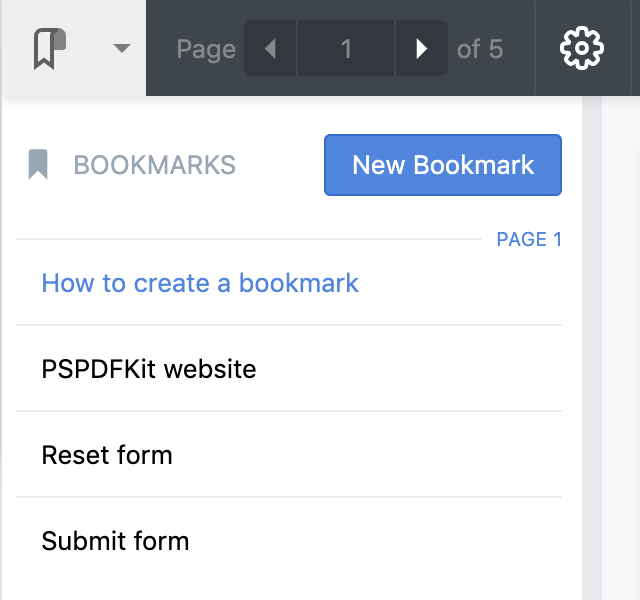 Page 1 of 5
BOOKMARKS New Bookmark
PAGE 1
How to create a bookmark
PSPDFKit website
Reset form
Submit form